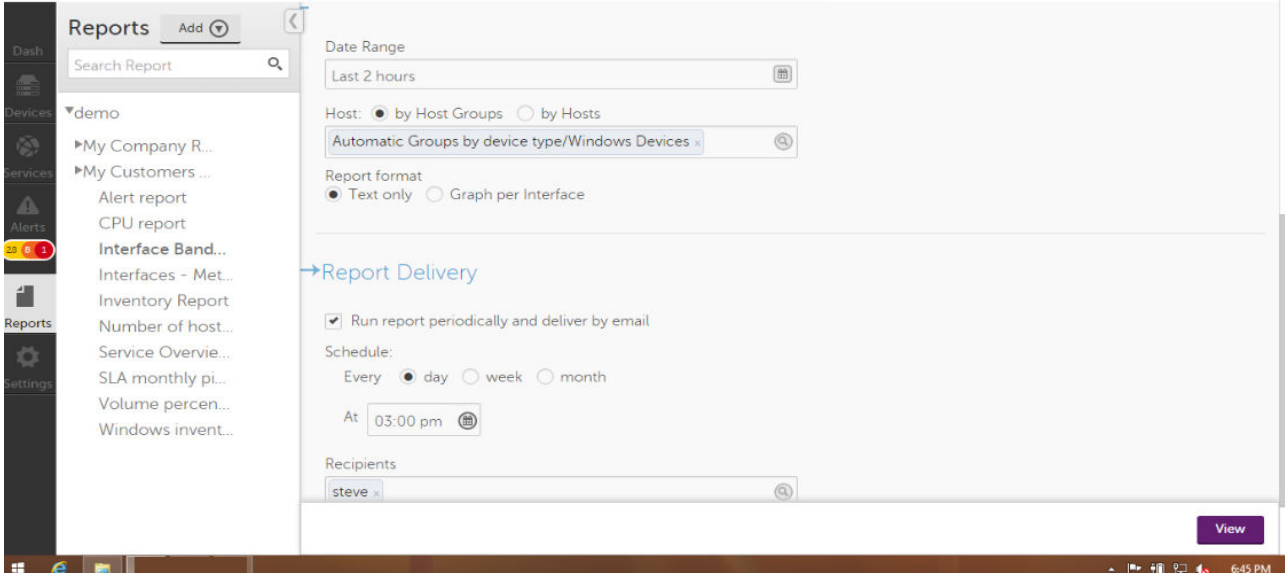 Dash
Devices
Services
Alerts
28 6 1
Reports
Settings
Reports Add
Search Report
demo
My Company R...
My Customers ...
Alert report
CPU report
Interface Band...
Interfaces - Met...
Inventory Report
Number of host...
Service Overvie...
SLA monthly pi...
Volume percen...
Windows invent...
Date Range
Last 2 hours
Host: by Host Groups by Hosts
Automatic Groups by device type/Windows Devices ×
Report format
Text only Graph per Interface
Report Delivery
Run report periodically and deliver by email
Schedule:
Every day week month
At 03:00 pm
Recipients
steve ×
View
6:45 PM